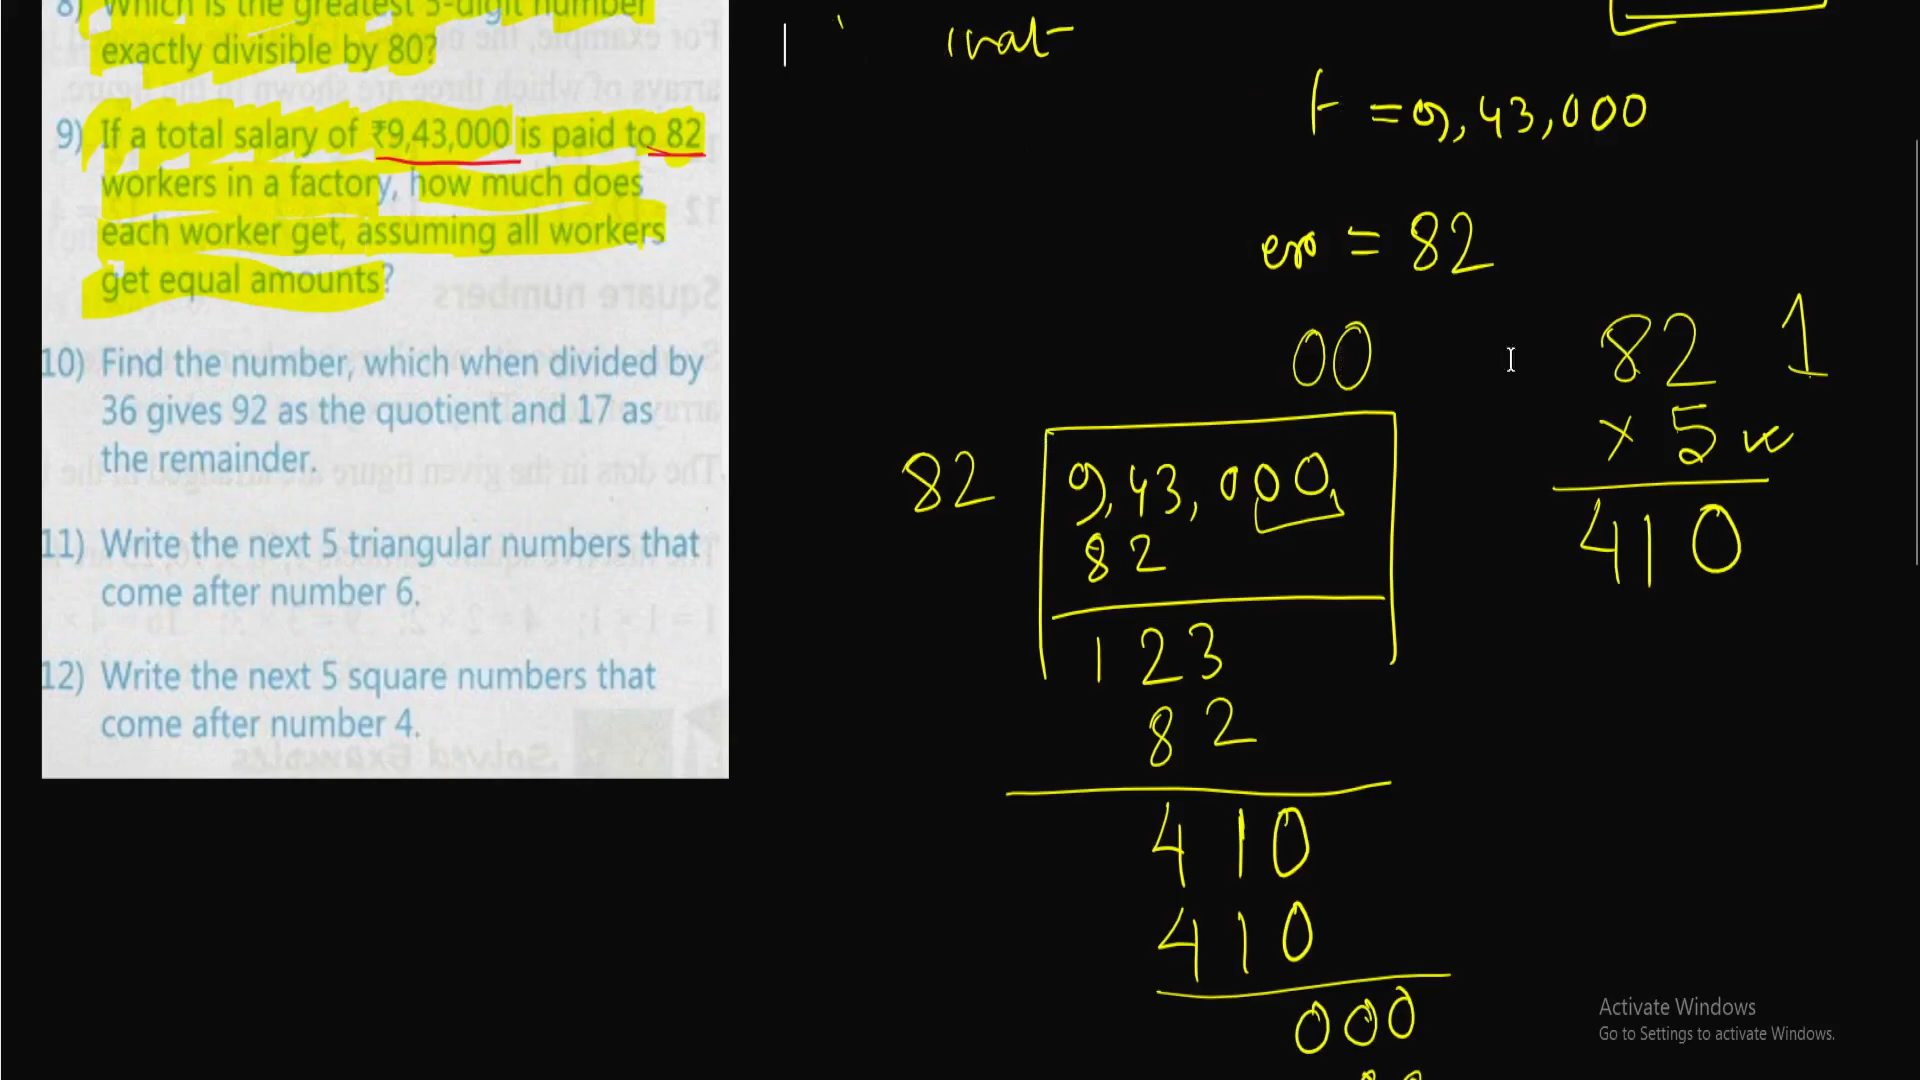 8) Which is the greatest 5-digit number
exactly divisible by 80?
9) If a total salary of ₹9,43,000 is paid to 82
workers in a factory, how much does
each worker get, assuming all workers
get equal amounts?
10) Find the number, which when divided by
36 gives 92 as the quotient and 17 as
the remainder.
11) Write the next 5 triangular numbers that
come after number 6.
12) Write the next 5 square numbers that
come after number 4.
= 9,43,000
= 82
00
82 9,43,000
82
123
82
410
410
000
82 1
× 5
410
Activate Windows
Go to Settings to activate Windows.